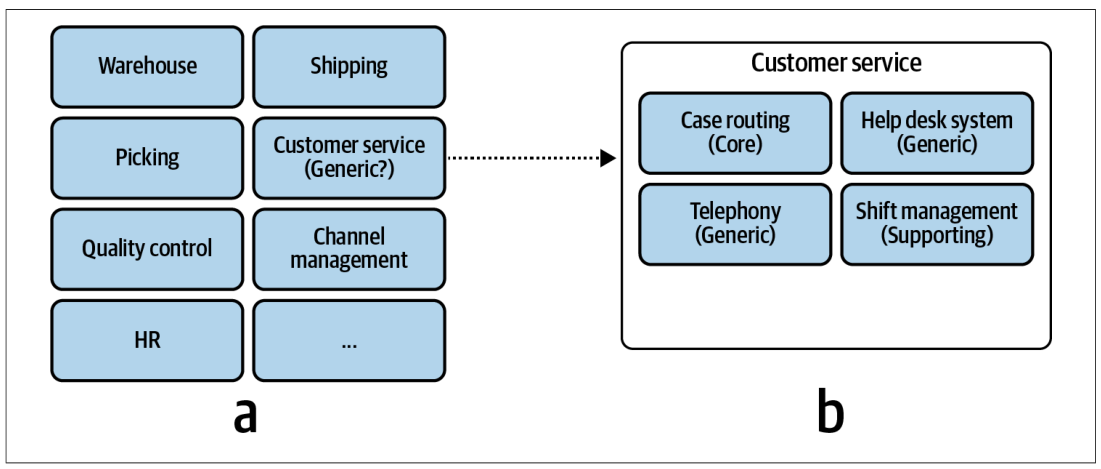 Warehouse
Shipping
Picking
Customer service
(Generic?)
Quality control
Channel
management
HR
...
a
Customer service
Case routing
(Core)
Help desk system
(Generic)
Telephony
(Generic)
Shift management
(Supporting)
b